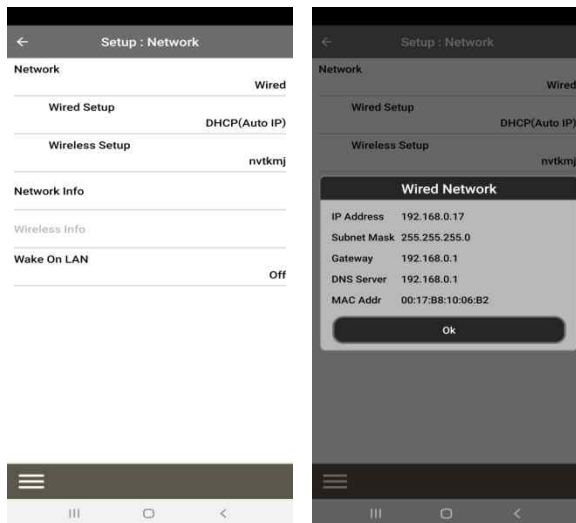 Setup : Network
Network
Wired
Wired Setup
DHCP(Auto IP)
Wireless Setup
nvtkmj
Network Info
Wireless Info
Wake On LAN
Off
Setup : Network
Network
Wired
Wired Setup
DHCP(Auto IP)
Wireless Setup
nvtkmj
Wired Network
IP Address 192.168.0.17
Subnet Mask 255.255.255.0
Gateway 192.168.0.1
DNS Server 192.168.0.1
MAC Addr 00:17:B8:10:06:B2
Ok